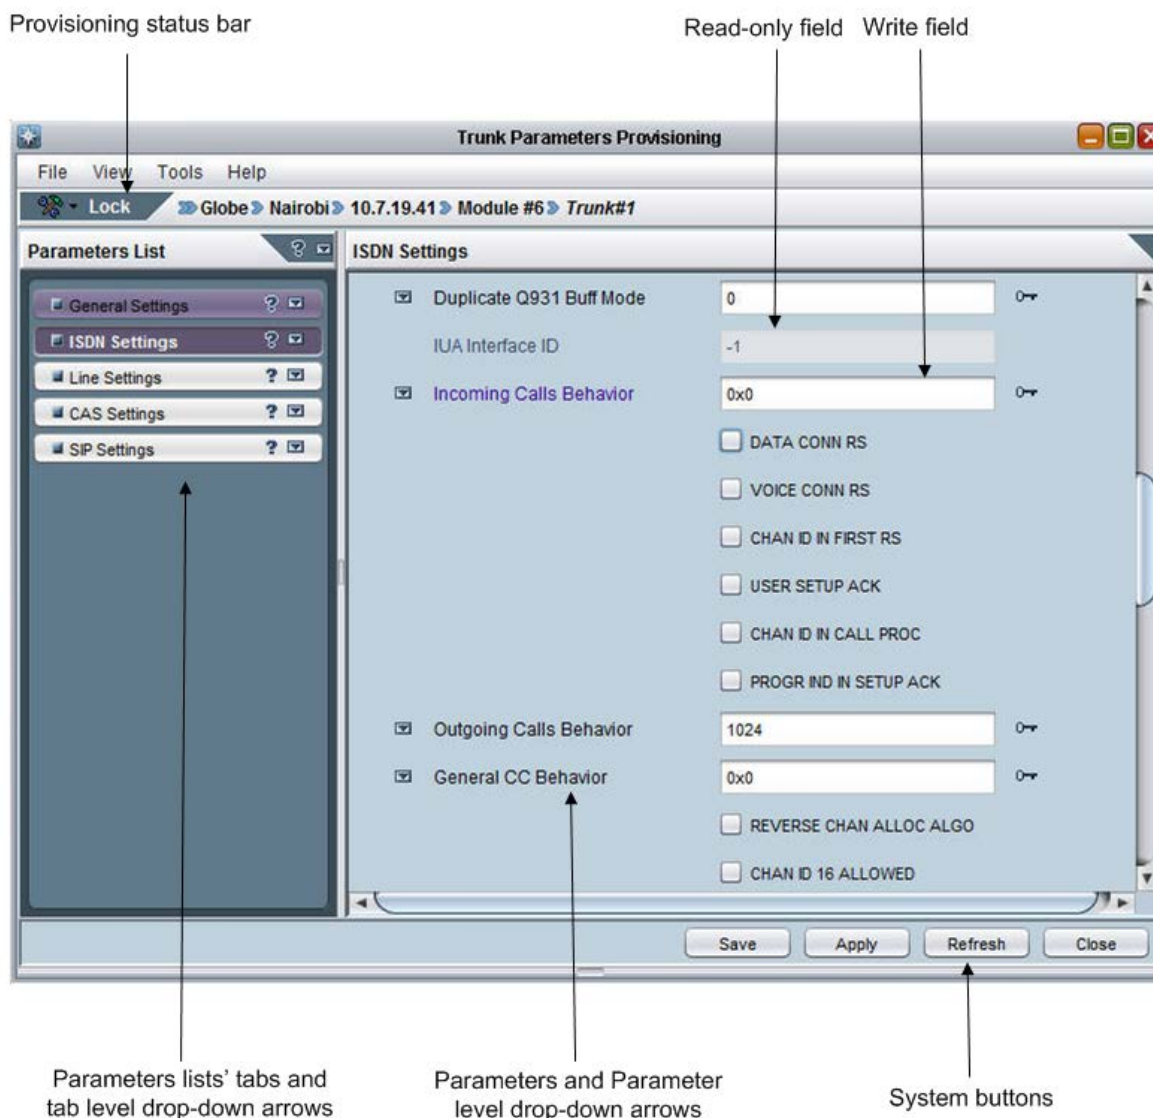 Provisioning status bar
Read-only field Write field
Trunk Parameters Provisioning
File View Tools Help
Lock Globe Nairobi 10.7.19.41 Module #6 Trunk#1
Parameters List
General Settings ?
ISDN Settings ?
Line Settings ?
CAS Settings ?
SIP Settings ?
ISDN Settings
Duplicate Q931 Buff Mode 0
IUA Interface ID -1
Incoming Calls Behavior 0x0
DATA CONN RS
VOICE CONN RS
CHAN ID IN FIRST RS
USER SETUP ACK
CHAN ID IN CALL PROC
PROGR IND IN SETUP ACK
Outgoing Calls Behavior 1024
General CC Behavior 0x0
REVERSE CHAN ALLOC ALGO
CHAN ID 16 ALLOWED
Save Apply Refresh Close
Parameters lists’ tabs and
tab level drop-down arrows
Parameters and Parameter
level drop-down arrows
System buttons